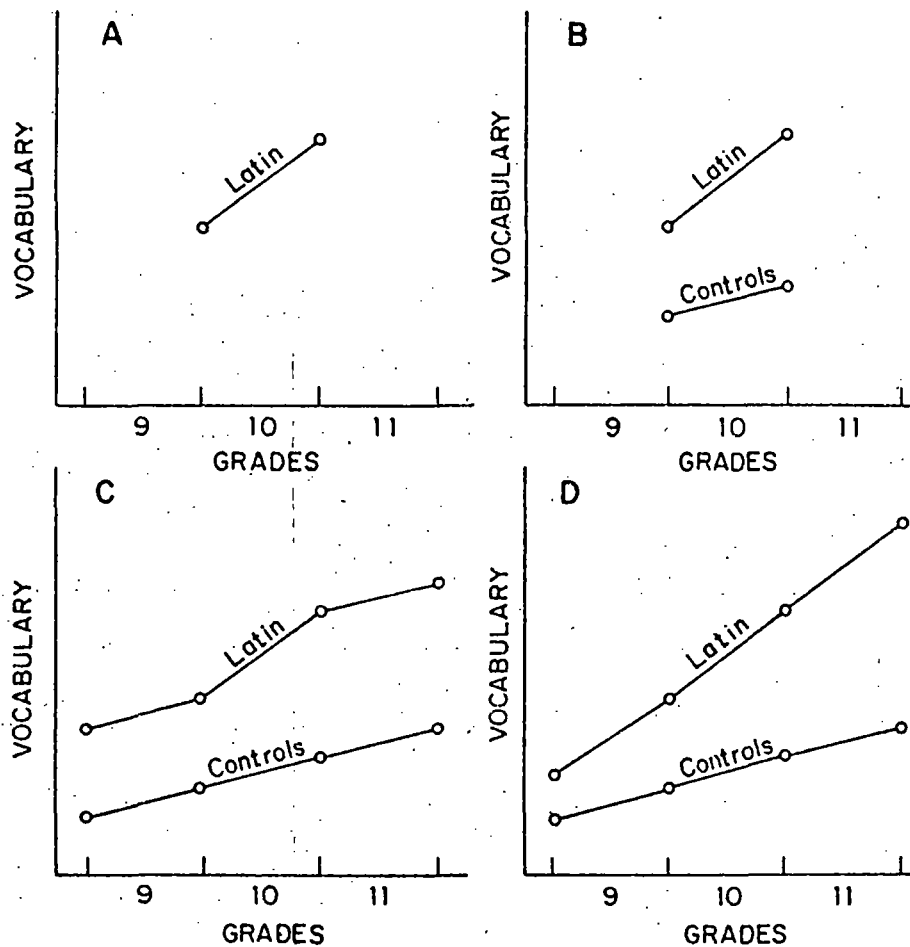 A
VOCABULARY
Latin
9 10 11
GRADES
B
VOCABULARY
Latin
Controls
9 10 11
GRADES
C
VOCABULARY
Latin
Controls
9 10 11
GRADES
D
VOCABULARY
Latin
Controls
9 10 11
GRADES